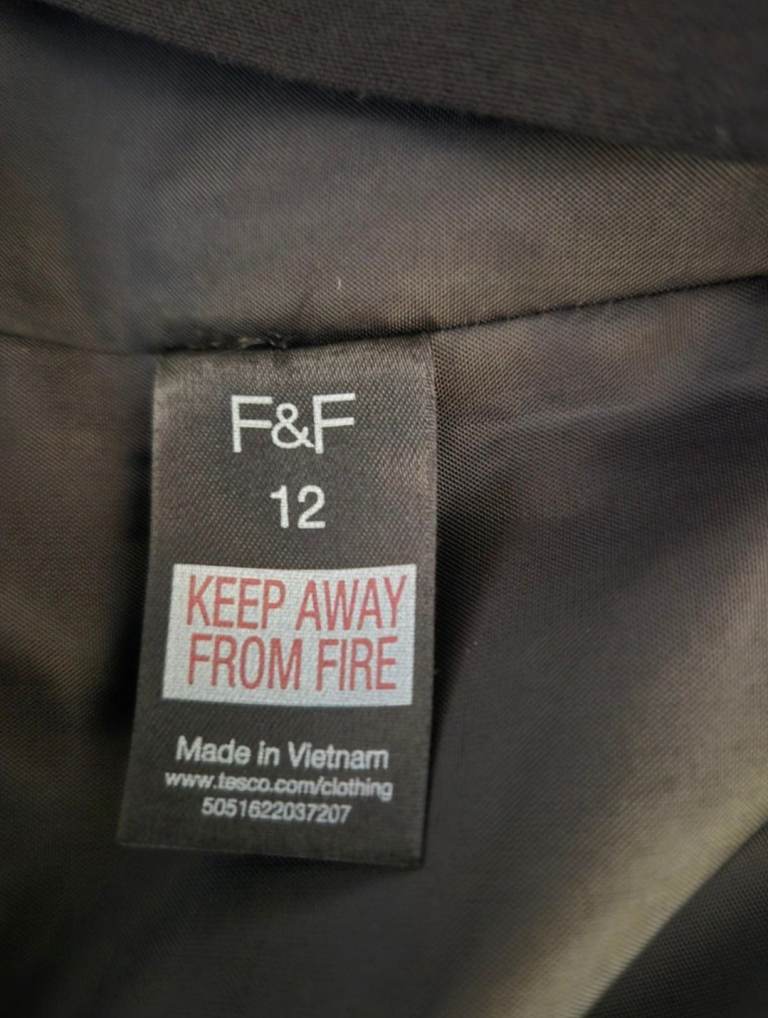 F&F
12
KEEP AWAY
FROM FIRE
Made in Vietnam
www.tesco.com/clothing
5051622037207